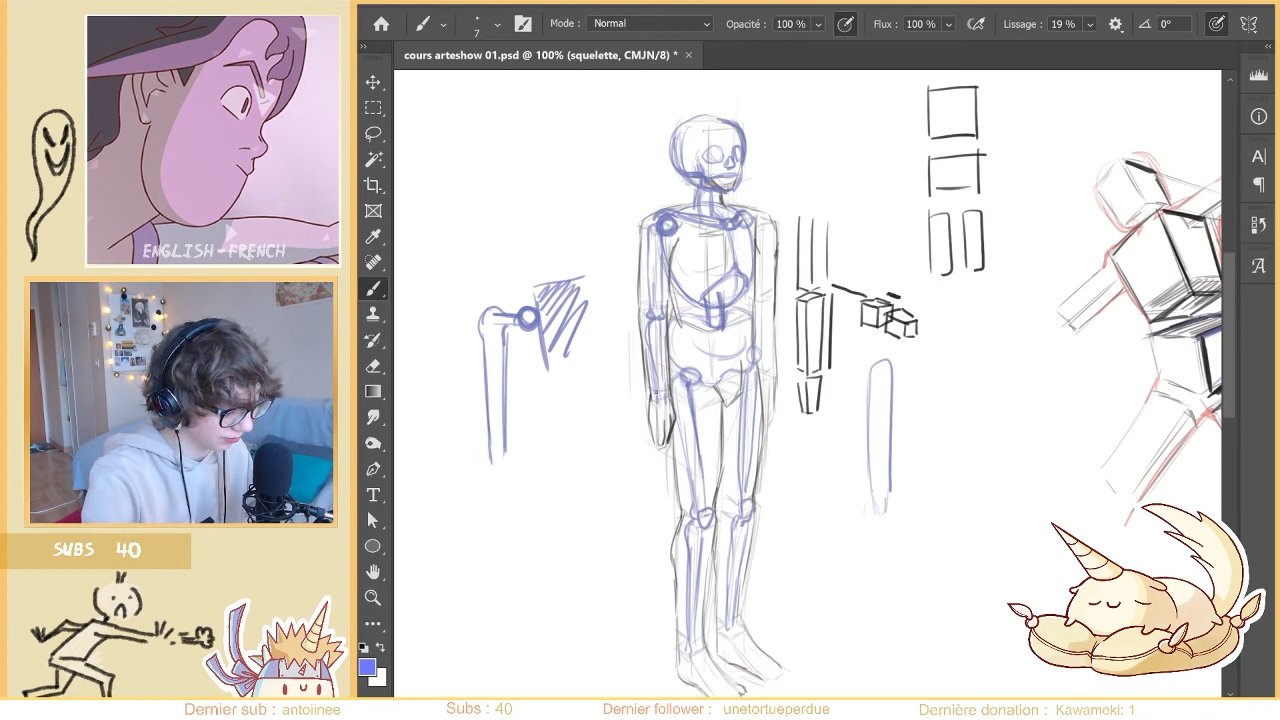 Mode : Normal Opacité : 100 % Flux : 100 % Lissage : 19 % 0°
7
cours arteshow 01.psd @ 100% (squelette, CMJN/8) * ×
ENGLISH - FRENCH
SUBS 40
Dernier sub : antoiinee Subs : 40 Dernier follower : unetortueperdue Dernière donation : Kawameki: 1